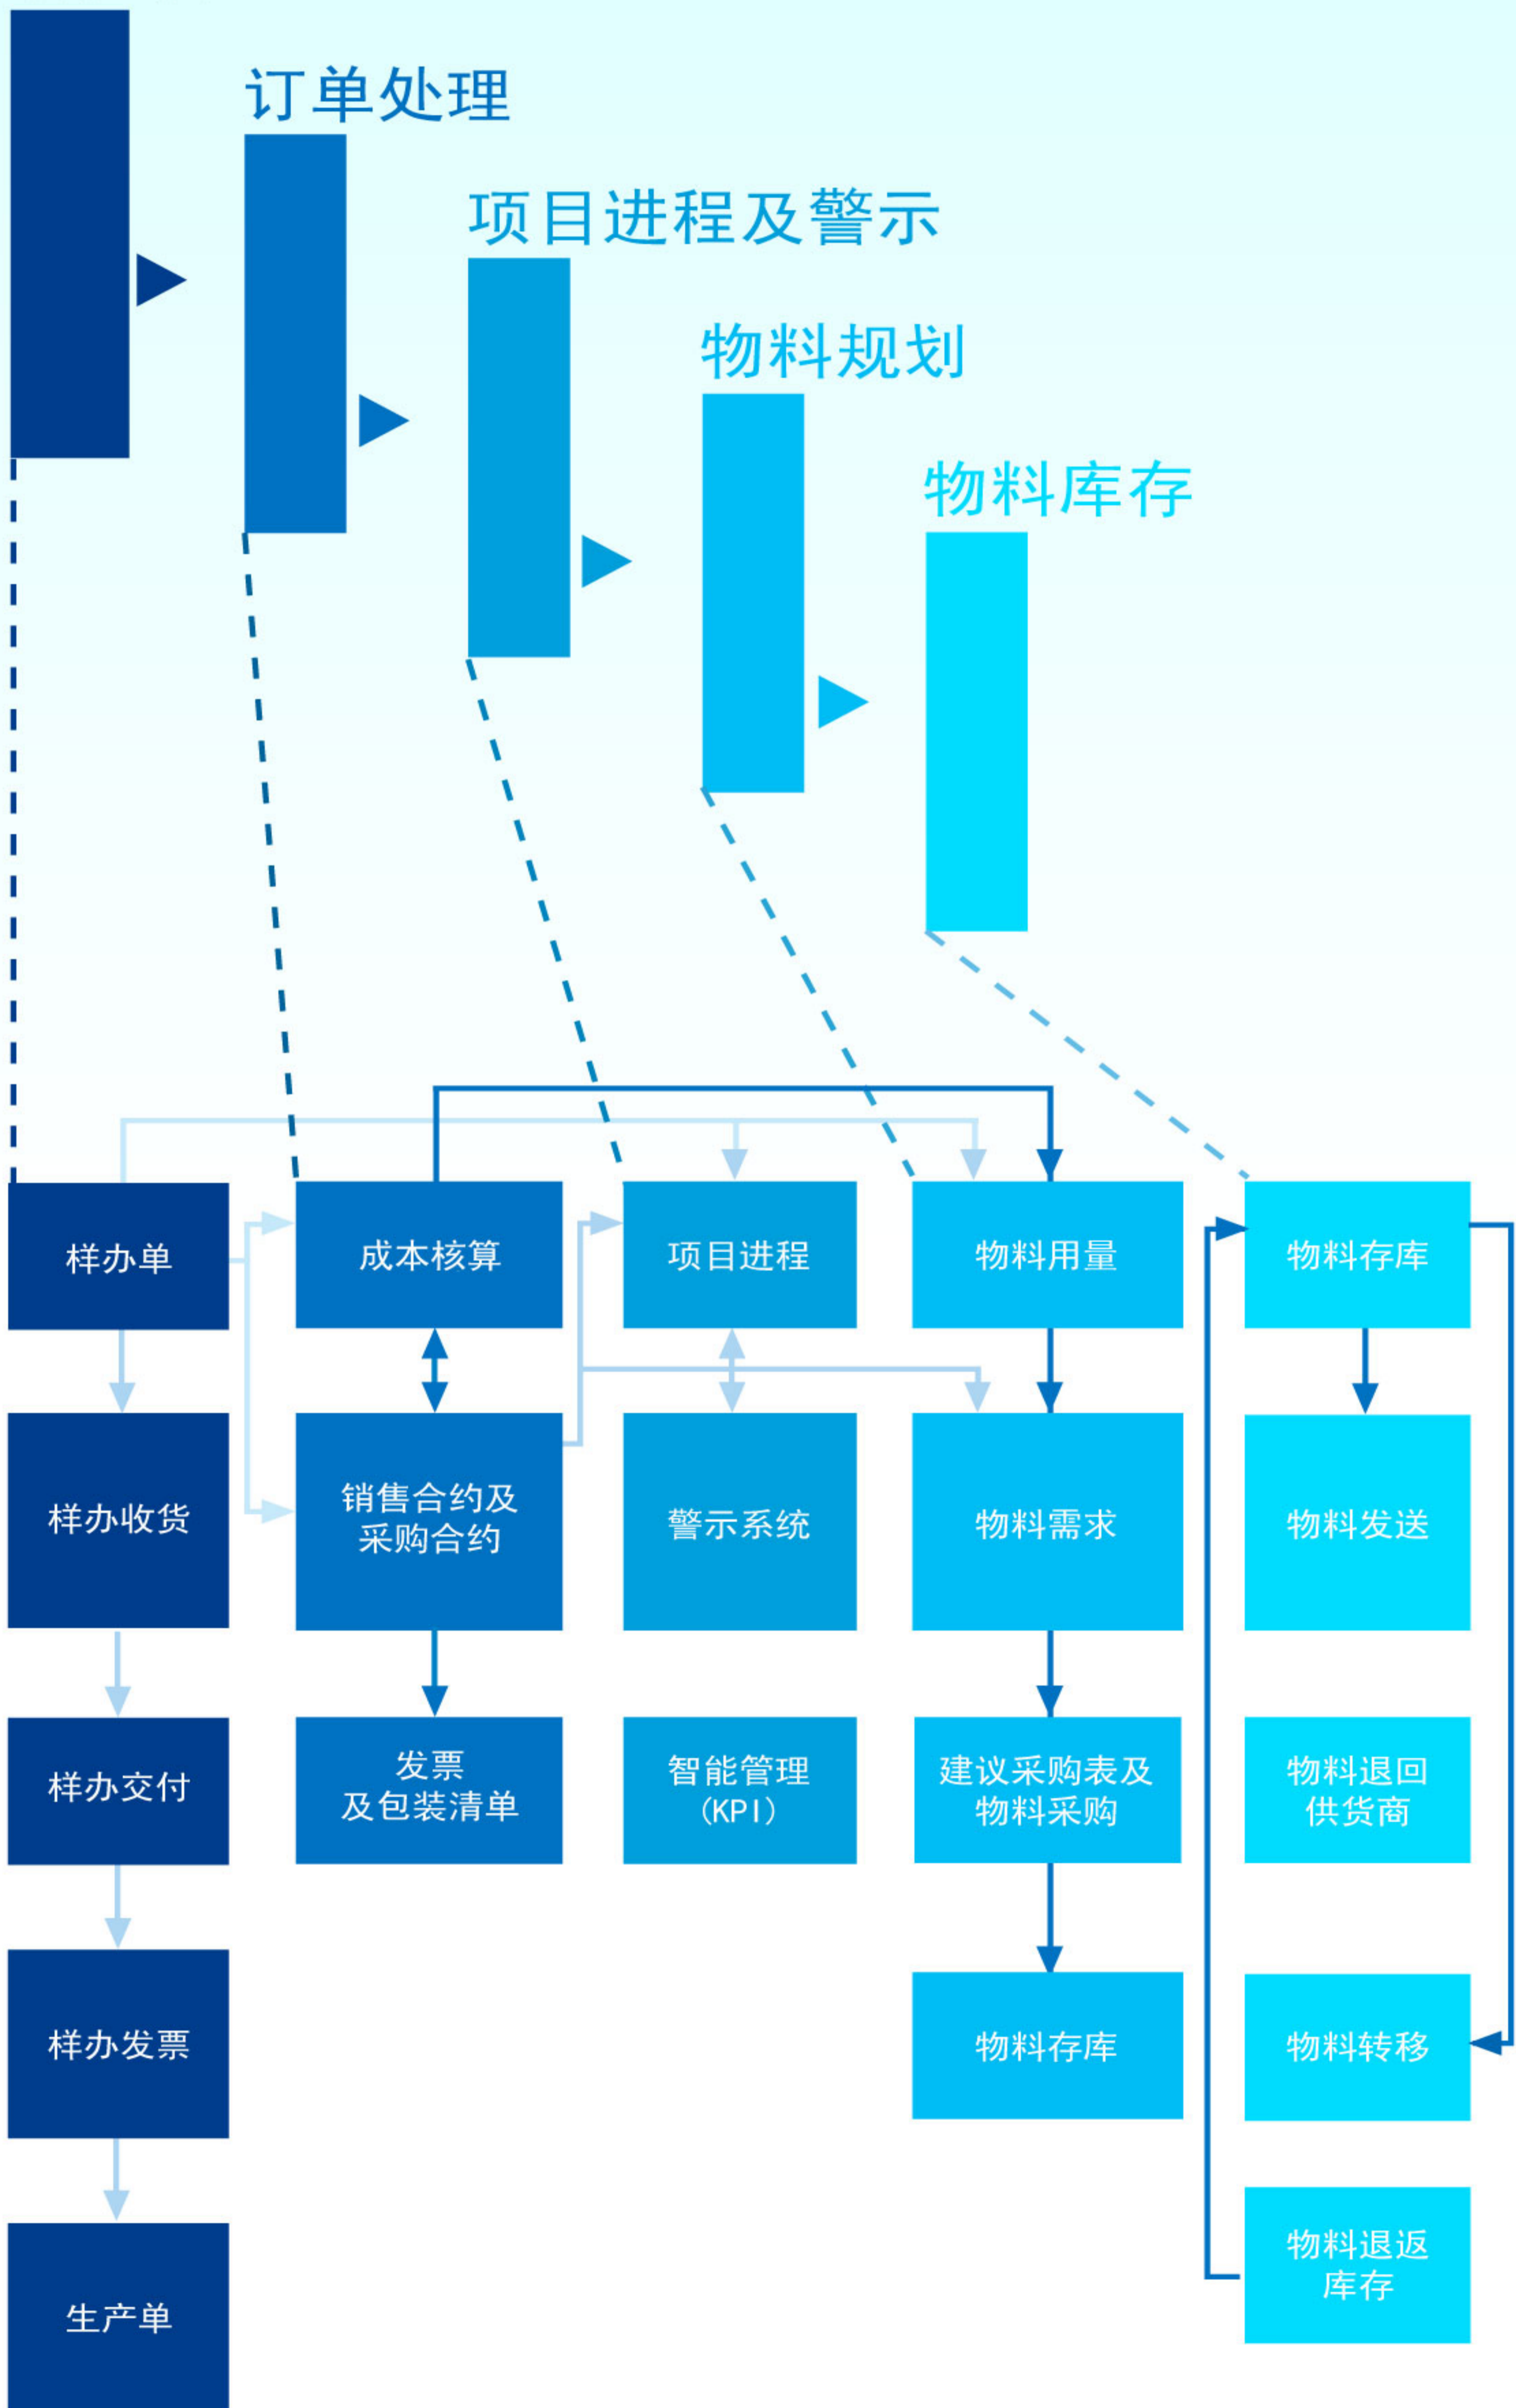 订单处理
项目进程及警示
物料规划
物料库存
样办单
成本核算
项目进程
物料用量
物料存库
样办收货
销售合约及
采购合约
警示系统
物料需求
物料发送
样办交付
发票
及包装清单
智能管理
(KPI)
建议采购表及
物料采购
物料退回
供货商
样办发票
物料存库
物料转移
生产单
物料退返
库存